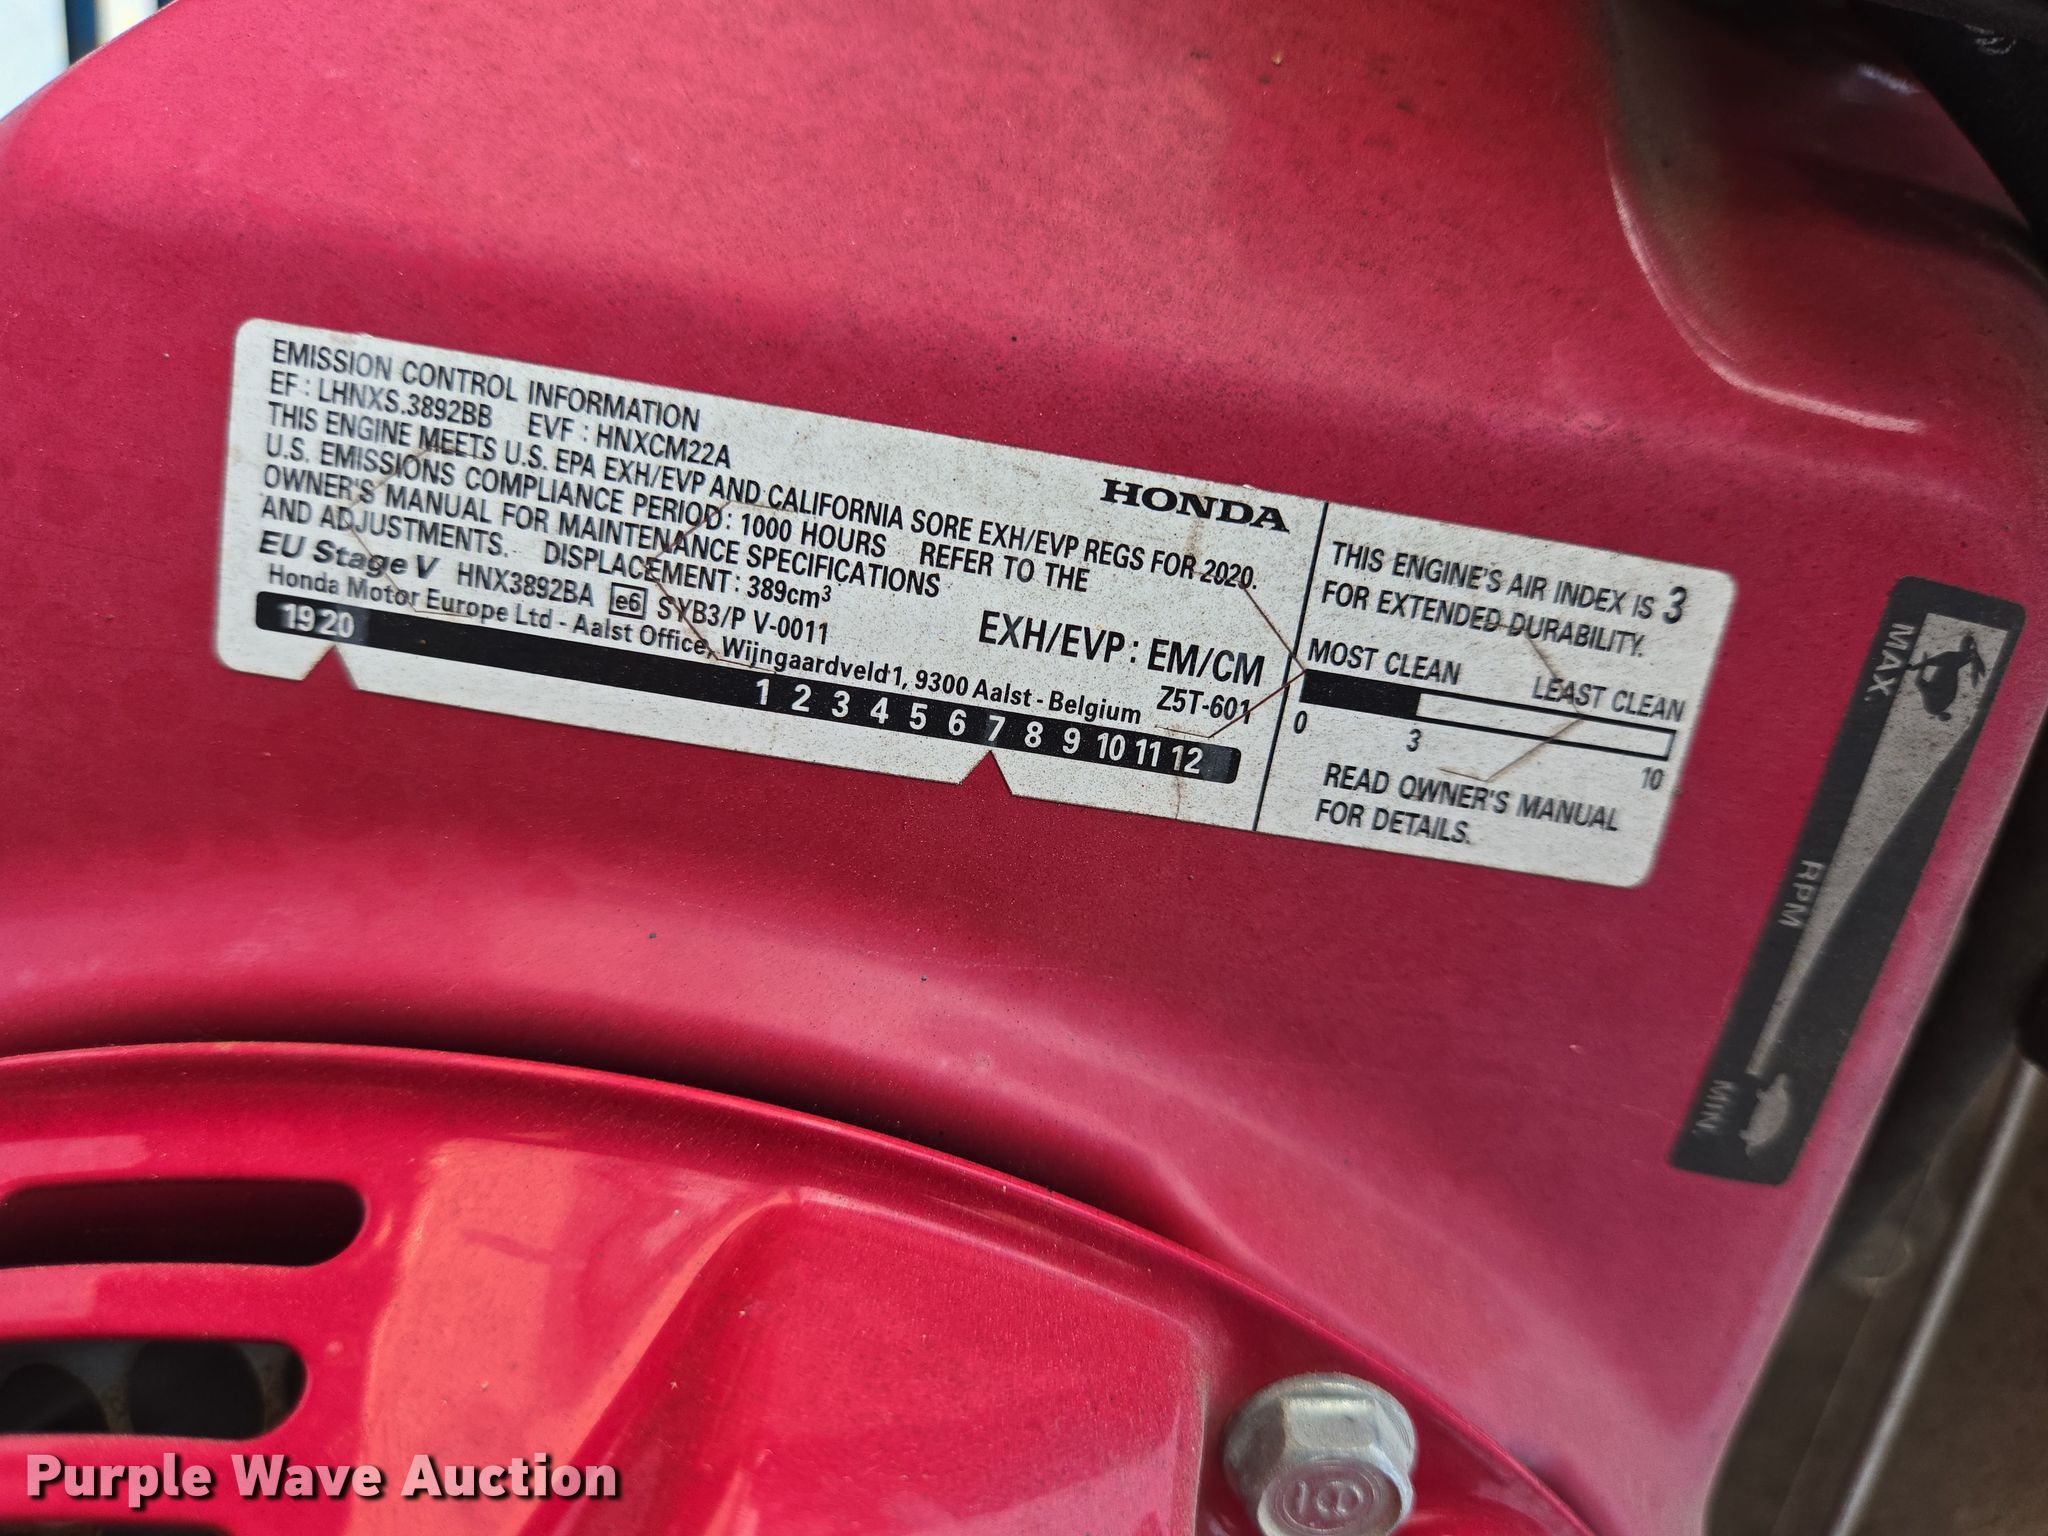 EMISSION CONTROL INFORMATION
EF : LHNXS.3892BB EVF : HNXCM22A
HONDA
THIS ENGINE MEETS U.S. EPA EXH/EVP AND CALIFORNIA SORE EXH/EVP REGS FOR 2020.
U.S. EMISSIONS COMPLIANCE PERIOD: 1000 HOURS REFER TO THE
OWNER'S MANUAL FOR MAINTENANCE SPECIFICATIONS
AND ADJUSTMENTS. DISPLACEMENT : 389cm³
EXH/EVP : EM/CM
EU Stage V HNX3892BA e6 SYB3/P V-0011
Honda Motor Europe Ltd - Aalst Office, Wijngaardveld 1, 9300 Aalst - Belgium Z5T-601
19 20 1 2 3 4 5 6 7 8 9 10 11 12
THIS ENGINE'S AIR INDEX IS 3
FOR EXTENDED DURABILITY.
MOST CLEAN LEAST CLEAN
0 3 10
READ OWNER'S MANUAL
FOR DETAILS.
MAX.
RPM
MIN.
Purple Wave Auction